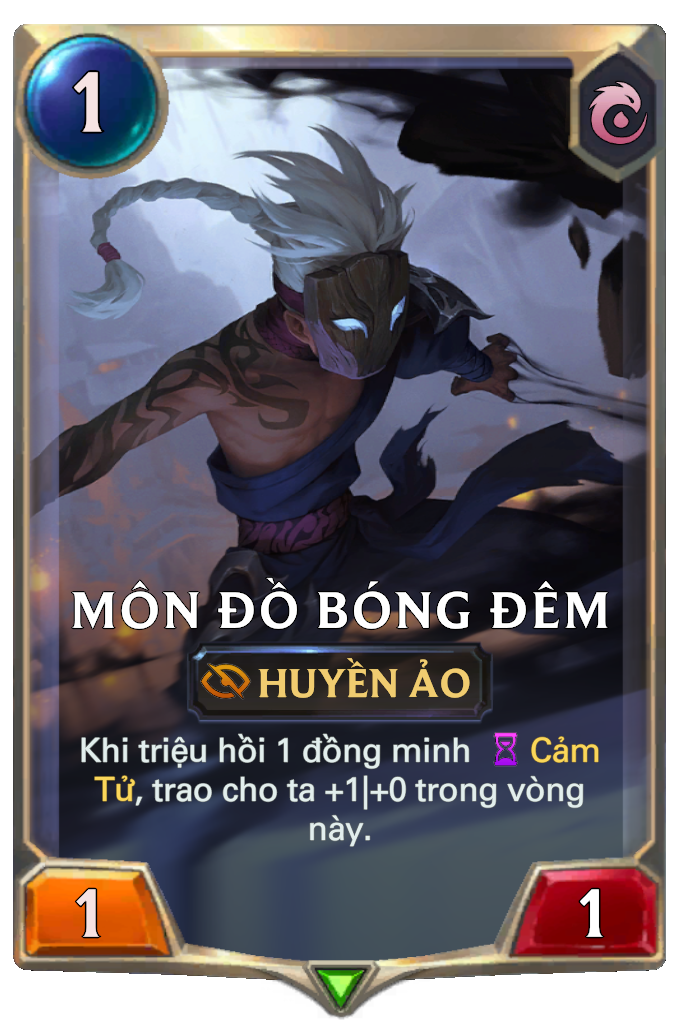 1
MÔN ĐỒ BÓNG ĐÊM
HUYỀN ẢO
Khi triệu hồi 1 đồng minh Cảm
Tử, trao cho ta +1|+0 trong vòng
này.
1
1